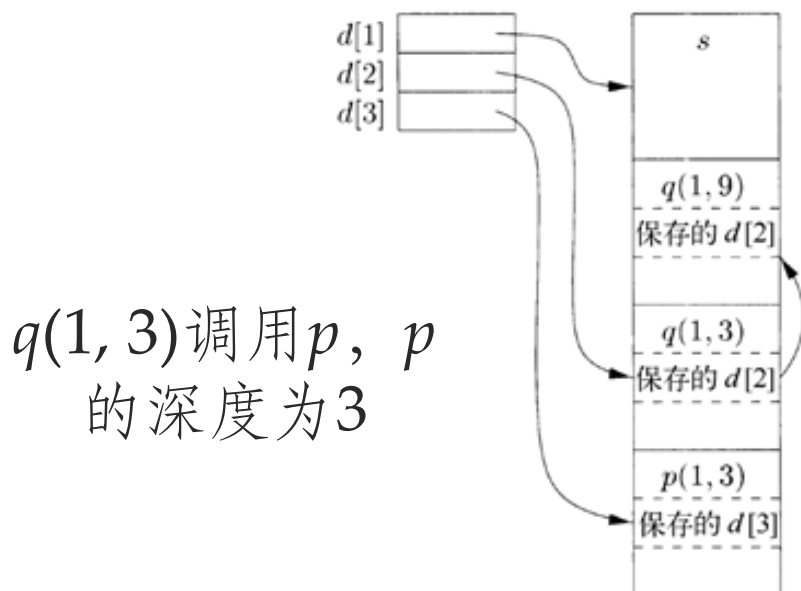 d[1]
d[2]
d[3]
s
q(1,9)
保存的 d[2]
q(1,3)
保存的 d[2]
p(1,3)
保存的 d[3]
q(1, 3)调用p，p
的深度为3